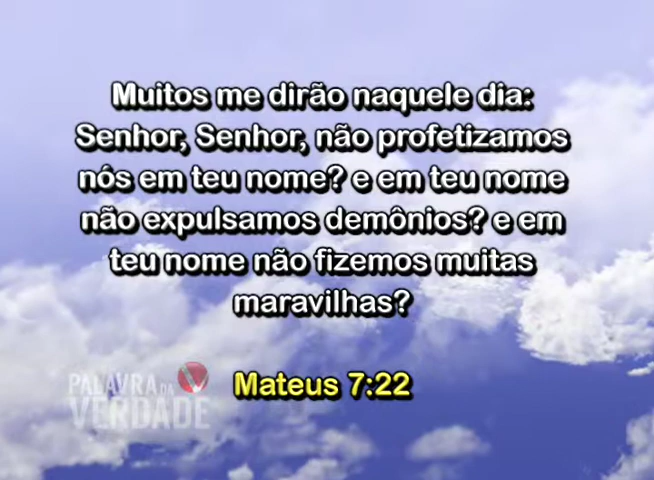 Muitos me dirão naquele dia:
Senhor, Senhor, não profetizamos
nós em teu nome? e em teu nome
não expulsamos demônios? e em
teu nome não fizemos muitas
maravilhas?
Mateus 7:22
PALAVRA DA
VERDADE